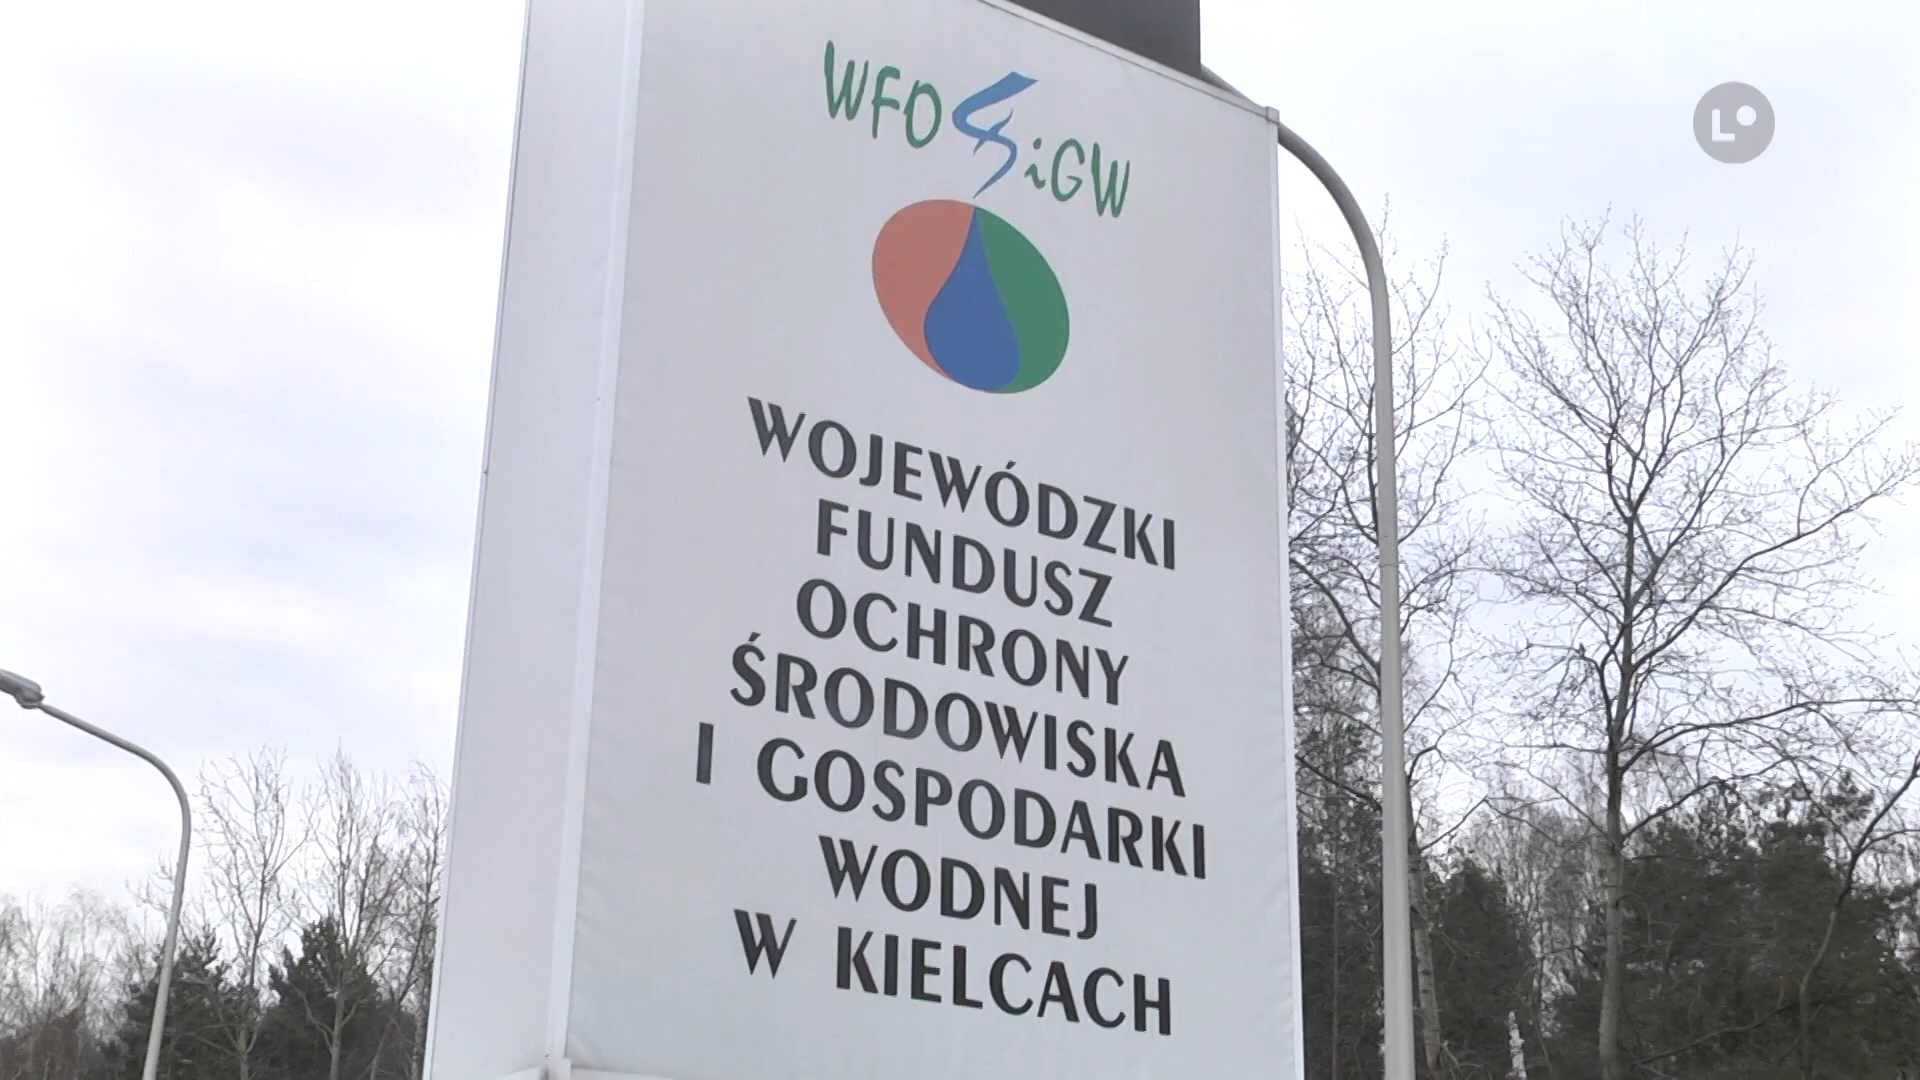 WFOŚiGW
WOJEWÓDZKI
FUNDUSZ
OCHRONY
ŚRODOWISKA
I GOSPODARKI
WODNEJ
W KIELCACH